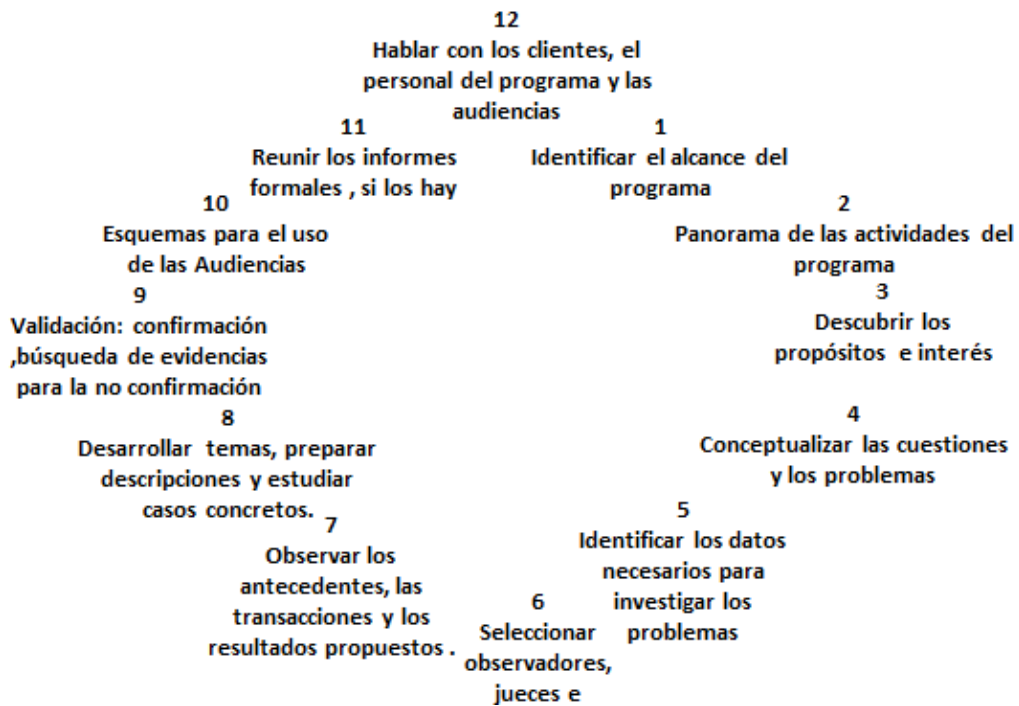 12
Hablar con los clientes, el
personal del programa y las
audiencias
11
Reunir los informes
formales , si los hay
1
Identificar el alcance del
programa
10
Esquemas para el uso
de las Audiencias
2
Panorama de las actividades del
programa
9
Validación: confirmación
,búsqueda de evidencias
para la no confirmación
3
Descubrir los
propósitos e interés
8
Desarrollar temas, preparar
descripciones y estudiar
casos concretos.
4
Conceptualizar las cuestiones
y los problemas
7
Observar los
antecedentes, las
transacciones y los
resultados propuestos .
5
Identificar los datos
necesarios para
investigar los
problemas
6
Seleccionar
observadores,
jueces e